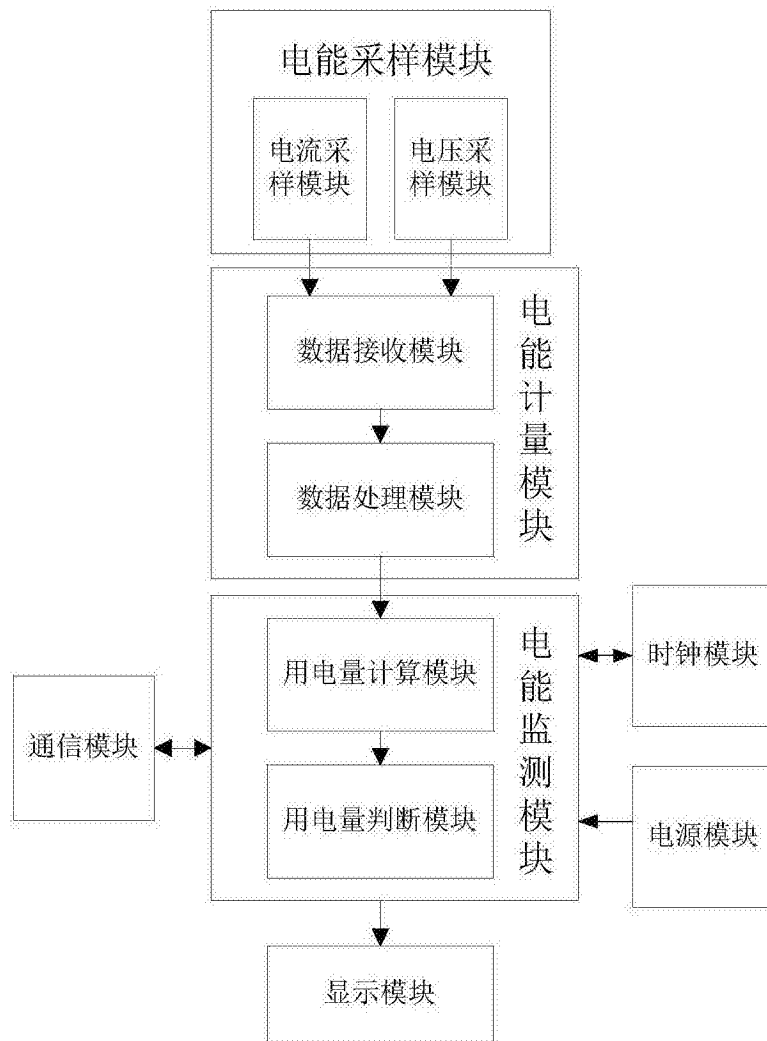 电能采样模块
电流采
样模块
电压采
样模块
数据接收模块
数据处理模块
电能计量模块
用电量计算模块
用电量判断模块
电能监测模块
时钟模块
通信模块
电源模块
显示模块